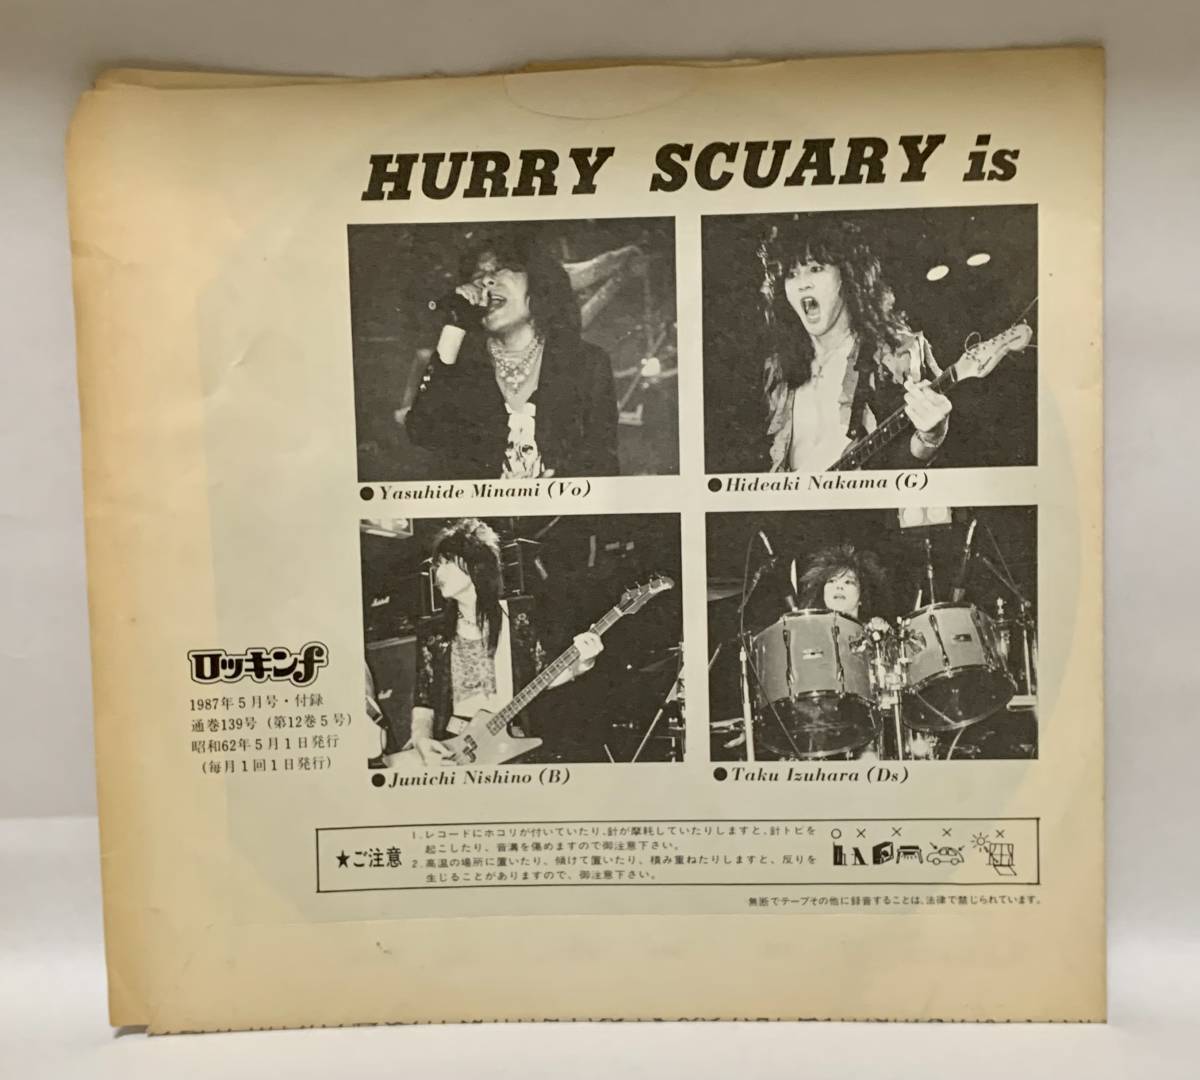 HURRY SCUARY is
●Yasuhide Minami (Vo)
●Hideaki Nakama (G)
●Junichi Nishino (B)
●Taku Izuhara (Ds)
ロッキンf
1987年5月号・付録
通巻139号 (第12巻5号)
昭和62年5月1日発行
(毎月1回1日発行)
★ご注意
1. レコードにホコリが付いていたり、針が摩耗していたりしますと、針トビを
起こしたり、音溝を傷めますので御注意下さい。
2. 高温の場所に置いたり、傾けて置いたり、積み重ねたりしますと、反りを
生じることがありますので、御注意下さい。
○ × × × ×
無断でテープその他に録音することは、法律で禁じられています。